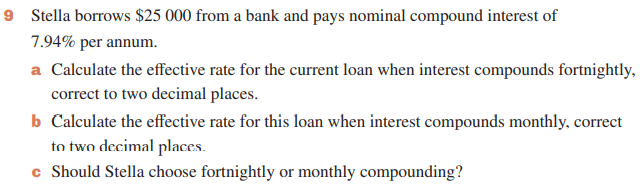 9 Stella borrows $25 000 from a bank and pays nominal compound interest of
7.94% per annum.
a Calculate the effective rate for the current loan when interest compounds fortnightly,
correct to two decimal places.
b Calculate the effective rate for this loan when interest compounds monthly, correct
to two decimal places.
c Should Stella choose fortnightly or monthly compounding?